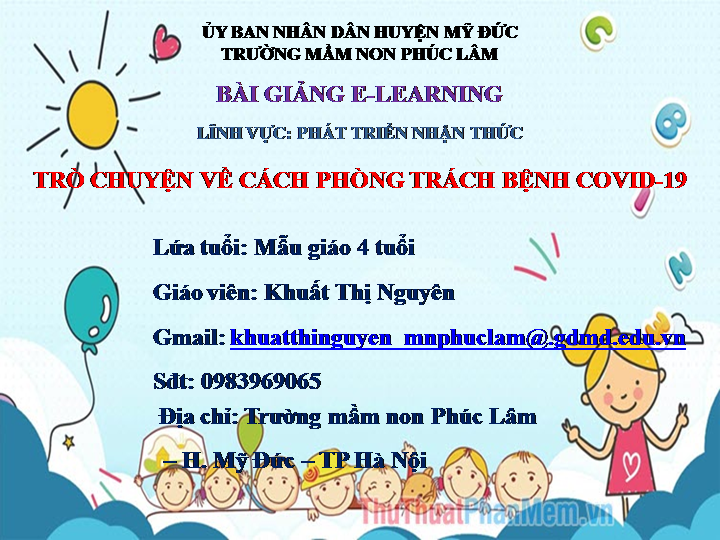 ỦY BAN NHÂN DÂN HUYỆN MỸ ĐỨC
TRƯỜNG MẦM NON PHÚC LÂM
BÀI GIẢNG E-LEARNING
LĨNH VỰC: PHÁT TRIỂN NHẬN THỨC
TRÒ CHUYỆN VỀ CÁCH PHÒNG TRÁCH BỆNH COVID-19
Lứa tuổi: Mẫu giáo 4 tuổi
Giáo viên: Khuất Thị Nguyên
Gmail: khuatthinguyen_mnphuclam@.gdmd.edu.vn
Sđt: 0983969065
Địa chỉ: Trường mầm non Phúc Lâm
– H. Mỹ Đức – TP Hà Nội
ThuThuatPhanMem.vn